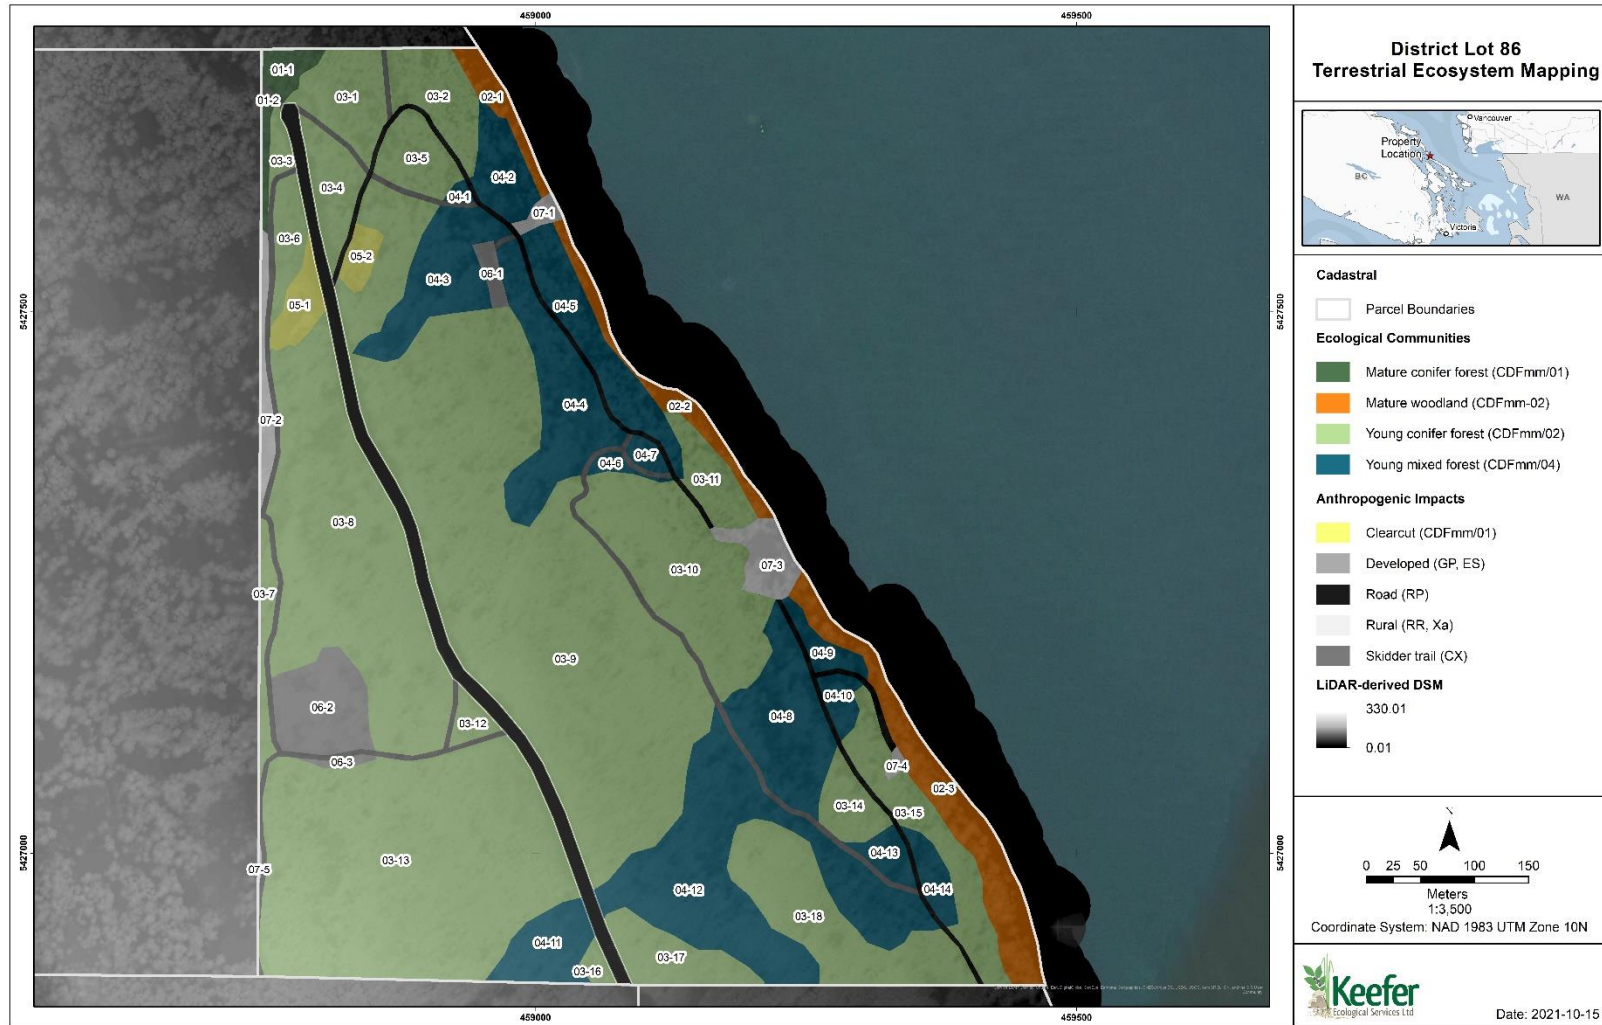 459000
459500
5427500
5427000
01-1
01-2
03-1
03-2
02-1
03-3
03-4
03-5
04-1
04-2
07-1
03-6
05-2
04-3
06-1
05-1
04-5
07-2
04-4
02-2
04-6
04-7
03-11
03-8
07-3
03-10
03-7
03-9
04-9
04-10
06-2
03-12
04-8
06-3
07-4
02-3
03-14
03-15
07-5
03-13
04-13
04-12
04-14
03-18
04-11
03-16
03-17
5427500
5427000
459000
459500
District Lot 86
Terrestrial Ecosystem Mapping
Vancouver
Property
Location
BC
WA
Victoria
Cadastral
Parcel Boundaries
Ecological Communities
Mature conifer forest (CDFmm/01)
Mature woodland (CDFmm-02)
Young conifer forest (CDFmm/02)
Young mixed forest (CDFmm/04)
Anthropogenic Impacts
Clearcut (CDFmm/01)
Developed (GP, ES)
Road (RP)
Rural (RR, Xa)
Skidder trail (CX)
LiDAR-derived DSM
330.01
0.01
N
0 25 50 100 150
Meters
1:3,500
Coordinate System: NAD 1983 UTM Zone 10N
Keefer
Ecological Services Ltd
Date: 2021-10-15